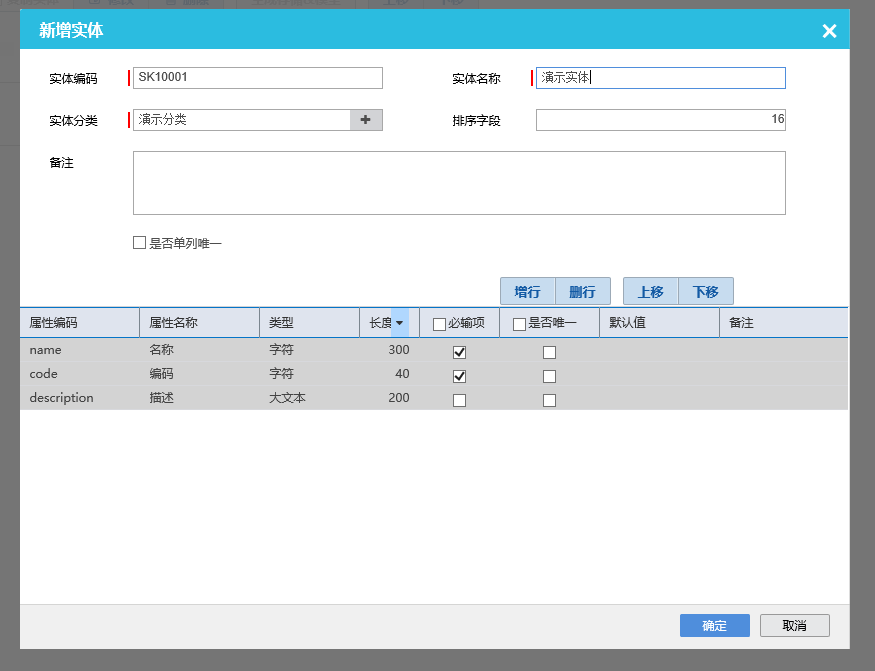 新增实体
实体编码 SK10001 实体名称 演示实体
实体分类 演示分类 排序字段 16
备注
是否单列唯一
增行 删行 上移 下移
属性编码 属性名称 类型 长度 必输项 是否唯一 默认值 备注
name 名称 字符 300
code 编码 字符 40
description 描述 大文本 200
确定 取消